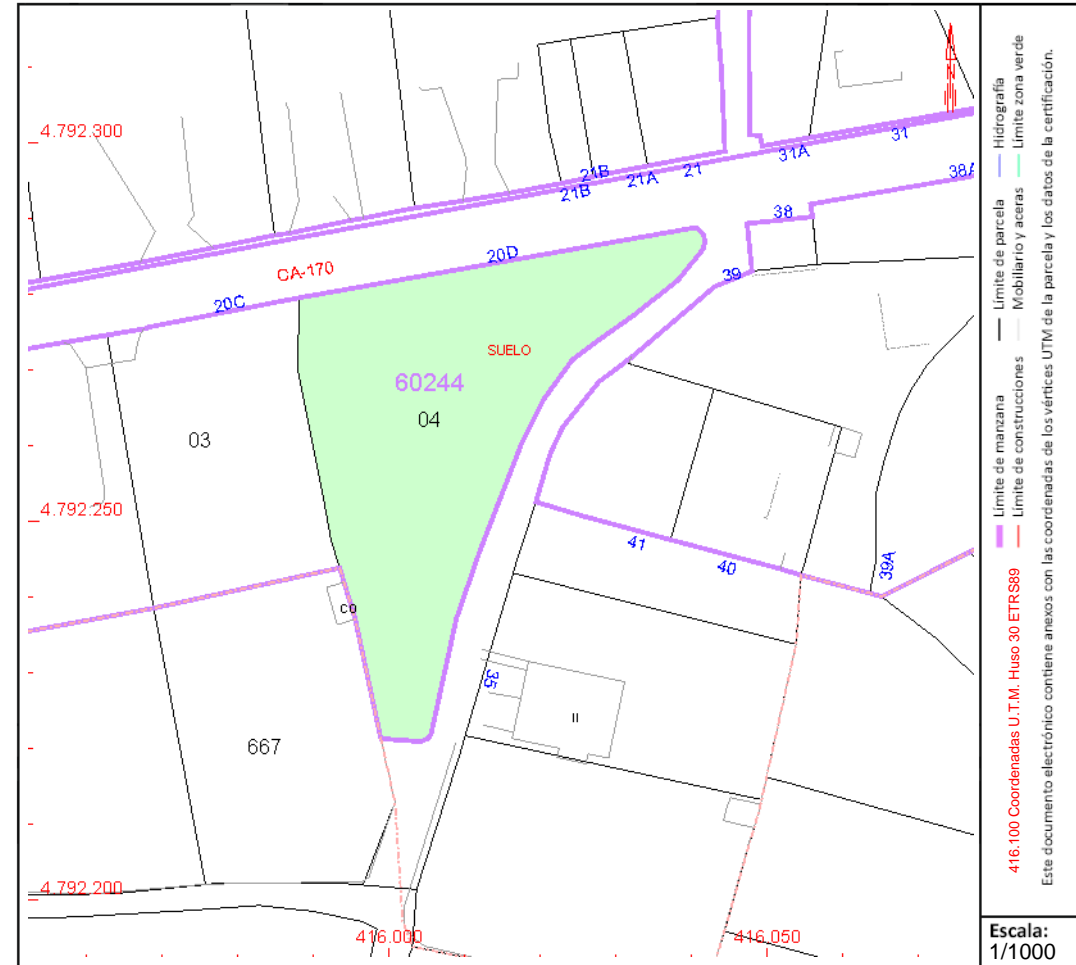 4.792.300
21B
21B
21A
21
31A
31
38A
38
20D
CA-170
20C
39
SUELO
60244
04
03
4.792.250
41
40
39A
CO
35
II
667
4.792.200
416.000
416.050
N
Límite de manzana
Límite de parcela
Hidrografía
Límite de construcciones
Mobiliario y aceras
Límite zona verde
416.100 Coordenadas U.T.M. Huso 30 ETRS89
Este documento electrónico contiene anexos con las coordenadas de los vértices UTM de la parcela y los datos de la certificación.
Escala:
1/1000